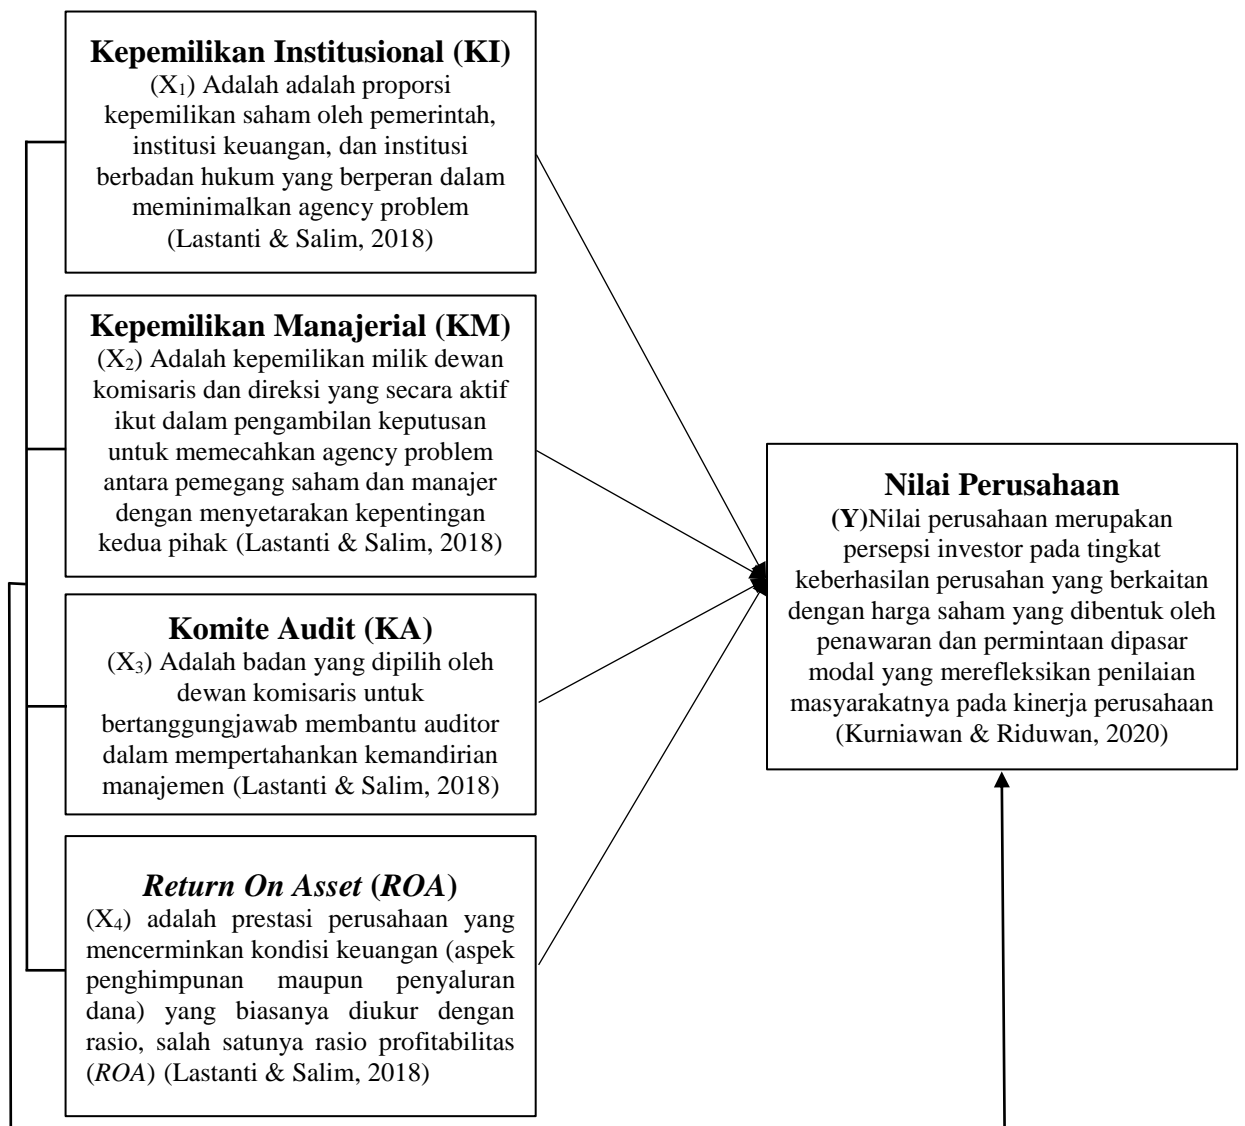 Kepemilikan Institusional (KI)
(X₁) Adalah adalah proporsi
kepemilikan saham oleh pemerintah,
institusi keuangan, dan institusi
berbadan hukum yang berperan dalam
meminimalkan agency problem
(Lastanti & Salim, 2018)
Kepemilikan Manajerial (KM)
(X₂) Adalah kepemilikan milik dewan
komisaris dan direksi yang secara aktif
ikut dalam pengambilan keputusan
untuk memecahkan agency problem
antara pemegang saham dan manajer
dengan menyetarakan kepentingan
kedua pihak (Lastanti & Salim, 2018)
Komite Audit (KA)
(X₃) Adalah badan yang dipilih oleh
dewan komisaris untuk
bertanggungjawab membantu auditor
dalam mempertahankan kemandirian
manajemen (Lastanti & Salim, 2018)
Return On Asset (ROA)
(X₄) adalah prestasi perusahaan yang
mencerminkan kondisi keuangan (aspek
penghimpunan maupun penyaluran
dana) yang biasanya diukur dengan
rasio, salah satunya rasio profitabilitas
(ROA) (Lastanti & Salim, 2018)
Nilai Perusahaan
(Y)Nilai perusahaan merupakan
persepsi investor pada tingkat
keberhasilan perusahan yang berkaitan
dengan harga saham yang dibentuk oleh
penawaran dan permintaan dipasar
modal yang merefleksikan penilaian
masyarakatnya pada kinerja perusahaan
(Kurniawan & Riduwan, 2020)